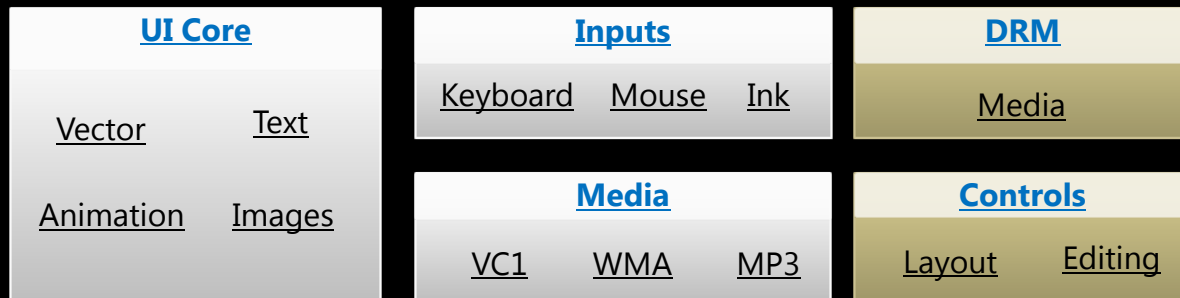 UI Core
Vector Text
Animation Images
Inputs
Keyboard Mouse Ink
Media
VC1 WMA MP3
DRM
Media
Controls
Layout Editing